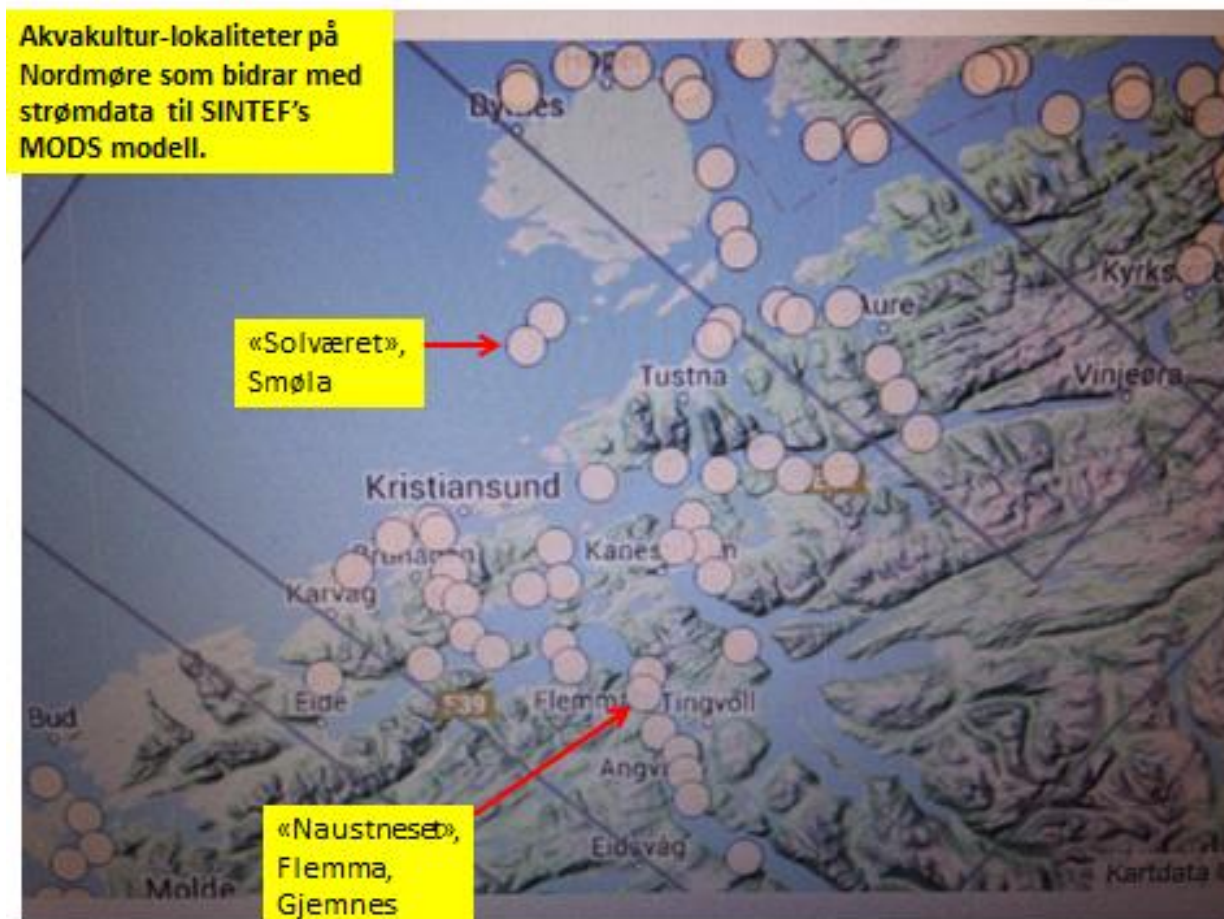 Akvakultur-lokaliteter på
Nordmøre som bidrar med
strømdata til SINTEF's
MODS modell.
Aure
«Solværet»,
Smøla
Tustna
Vinjeøra
Kristiansund
Karvag
Eide
Bud
Tingvoll
Eidsvåg
«Naustneset»,
Flemma,
Gjemnes
Molde
Kartdata